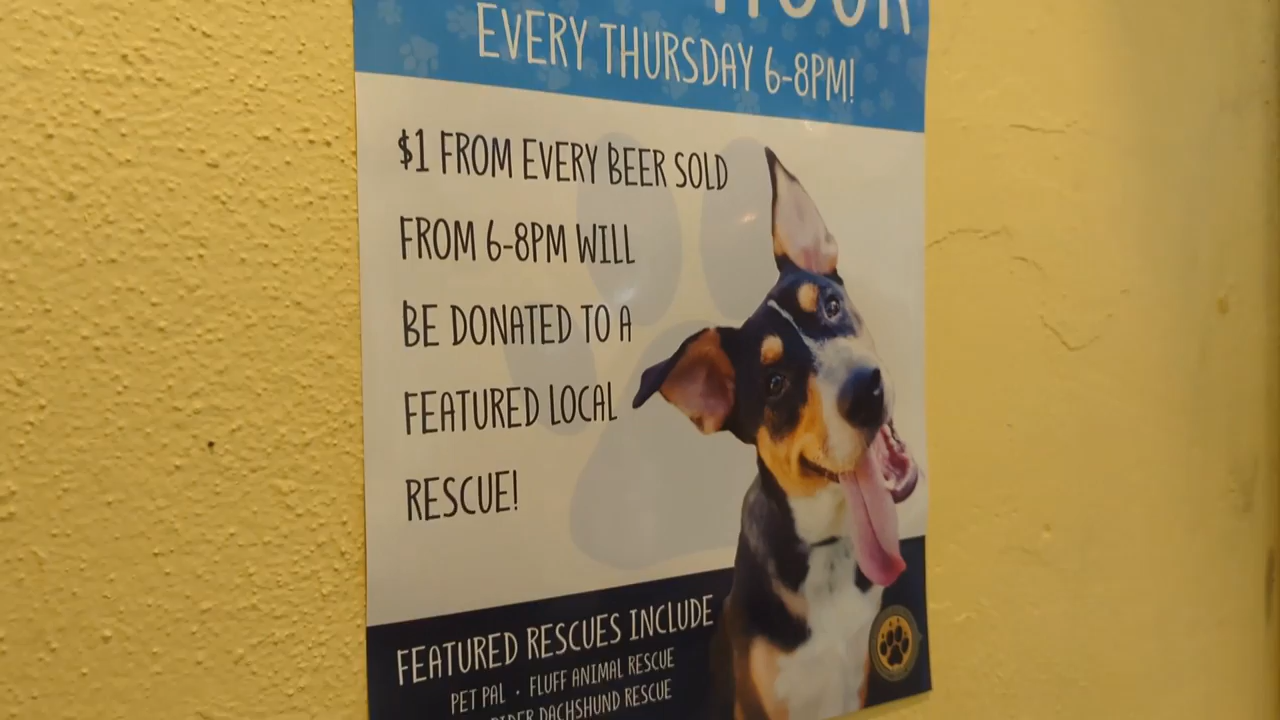 HOUR
EVERY THURSDAY 6-8PM!
$1 FROM EVERY BEER SOLD
FROM 6-8PM WILL
BE DONATED TO A
FEATURED LOCAL
RESCUE!
FEATURED RESCUES INCLUDE
PET PAL · FLUFF ANIMAL RESCUE
DACHSHUND RESCUE